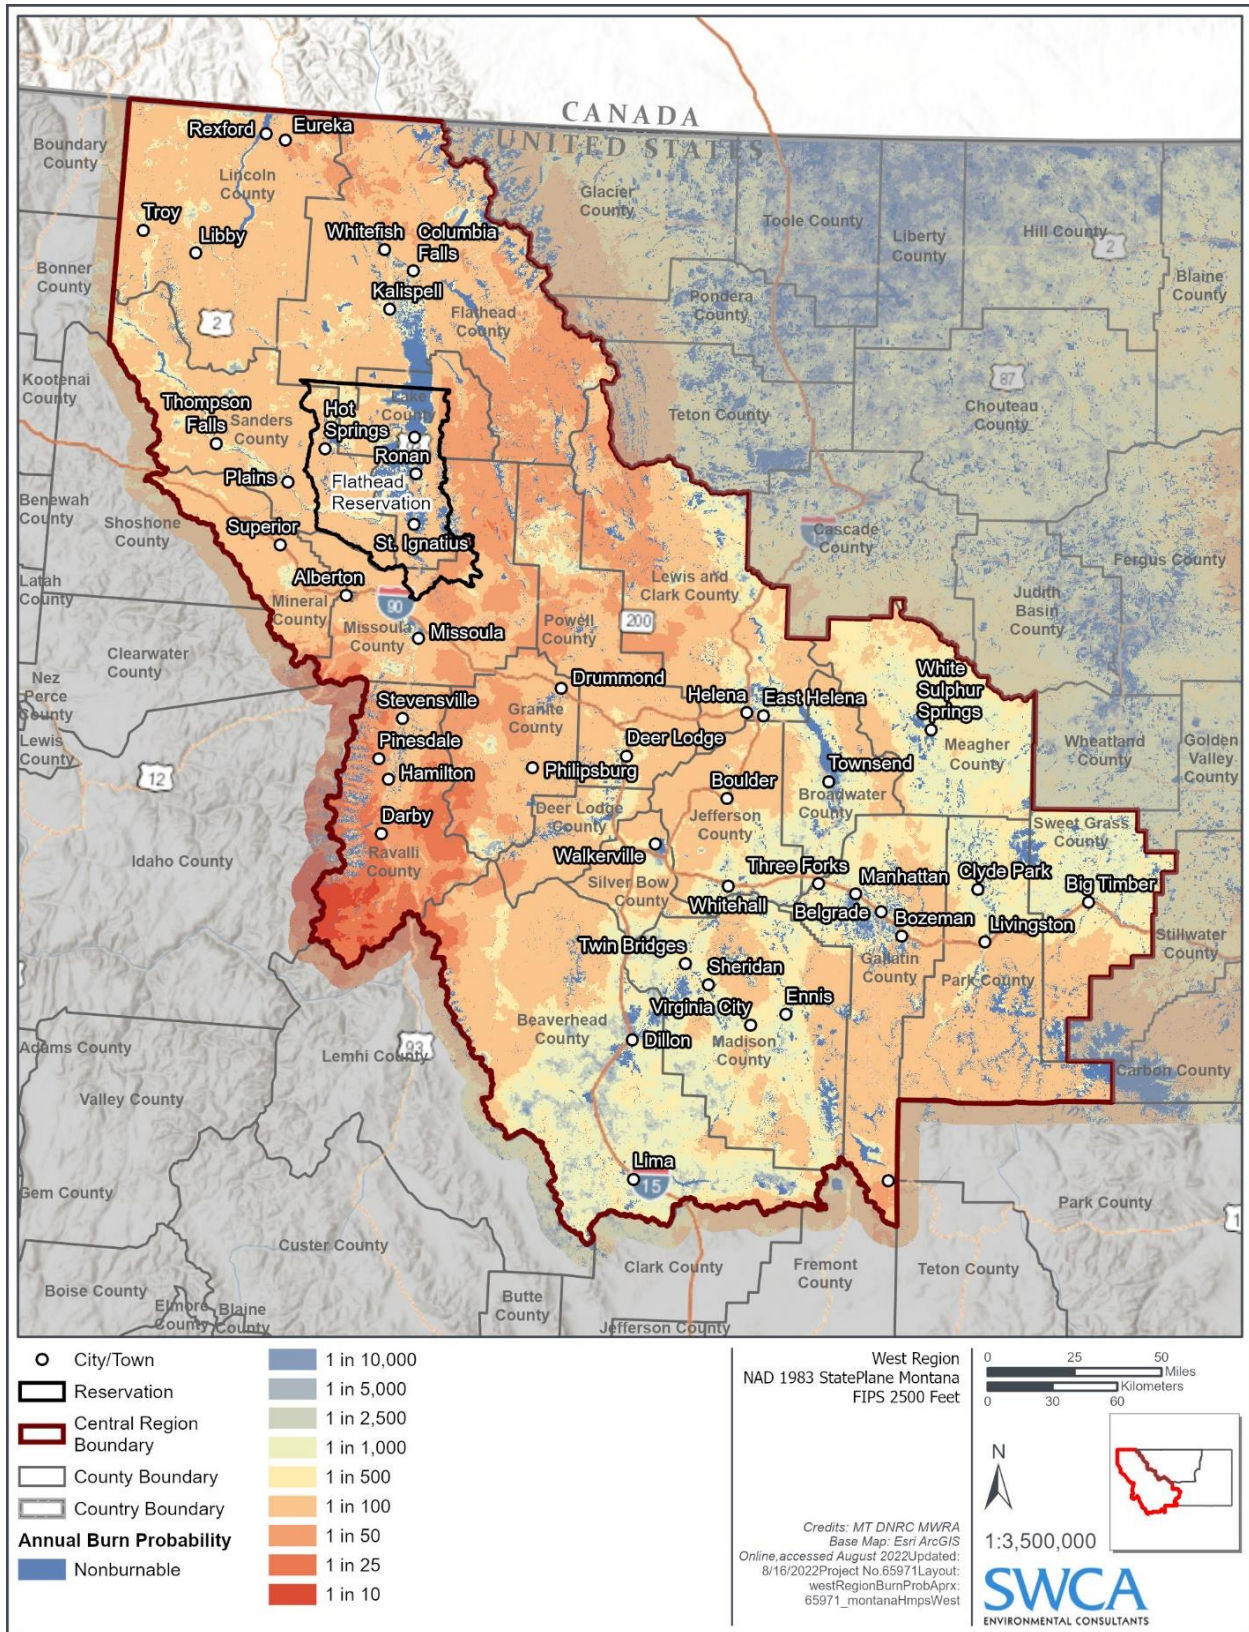 CANADA
UNITED STATES
Boundary
County
Rexford
Eureka
Lincoln
County
Glacier
County
Toole County
Liberty
County
Hill County
2
Blaine
County
Troy
Libby
Whitefish
Columbia
Falls
Bonner
County
Kalispell
Flathead
County
Pondera
County
2
87
Chouteau
County
Kootenai
County
Thompson
Falls
Sanders
County
Hot
Springs
Lake
County
Teton County
Ronan
Plains
Flathead
Reservation
Benewah
County
Shoshone
County
Superior
St. Ignatius
Cascade
County
Fergus County
Latah
County
Alberton
Mineral
County
90
Missoula
County
Missoula
Lewis and
Clark County
Powell
County
200
Judith
Basin
County
Clearwater
County
Nez
Perce
County
Lewis
County
Drummond
Stevensville
Granite
County
Helena
East Helena
White
Sulphur
Springs
Meagher
County
Wheatland
County
Golden
Valley
County
12
Pinesdale
Hamilton
Deer Lodge
Philipsburg
Townsend
Broadwater
County
Boulder
Jefferson
County
Deer Lodge
County
Darby
Ravalli
County
Idaho County
Sweet Grass
County
Walkerville
Silver Bow
County
Three Forks
Manhattan
Clyde Park
Big Timber
Whitehall
Belgrade
Bozeman
Livingston
Gallatin
County
Stillwater
County
Twin Bridges
Sheridan
Park County
Virginia City
Ennis
Beaverhead
County
Madison
County
Dillon
Adams County
Lemhi County
93
Valley County
Carbon County
Lima
15
Gem County
Park County
Custer County
Clark County
Fremont
County
Teton County
Boise County
Elmore
County
Blaine
County
Butte
County
Jefferson County
City/Town
Reservation
Central Region
Boundary
County Boundary
Country Boundary
Annual Burn Probability
Nonburnable
1 in 10,000
1 in 5,000
1 in 2,500
1 in 1,000
1 in 500
1 in 100
1 in 50
1 in 25
1 in 10
West Region
NAD 1983 StatePlane Montana
FIPS 2500 Feet
Credits: MT DNRC MWRA
Base Map: Esri ArcGIS
Online,accessed August 2022Updated:
8/16/2022Project No.65971Layout:
westRegionBurnProbAprx:
65971_montanaHmpsWest
0 25 50
Miles
Kilometers
0 30 60
N
1:3,500,000
SWCA
ENVIRONMENTAL CONSULTANTS